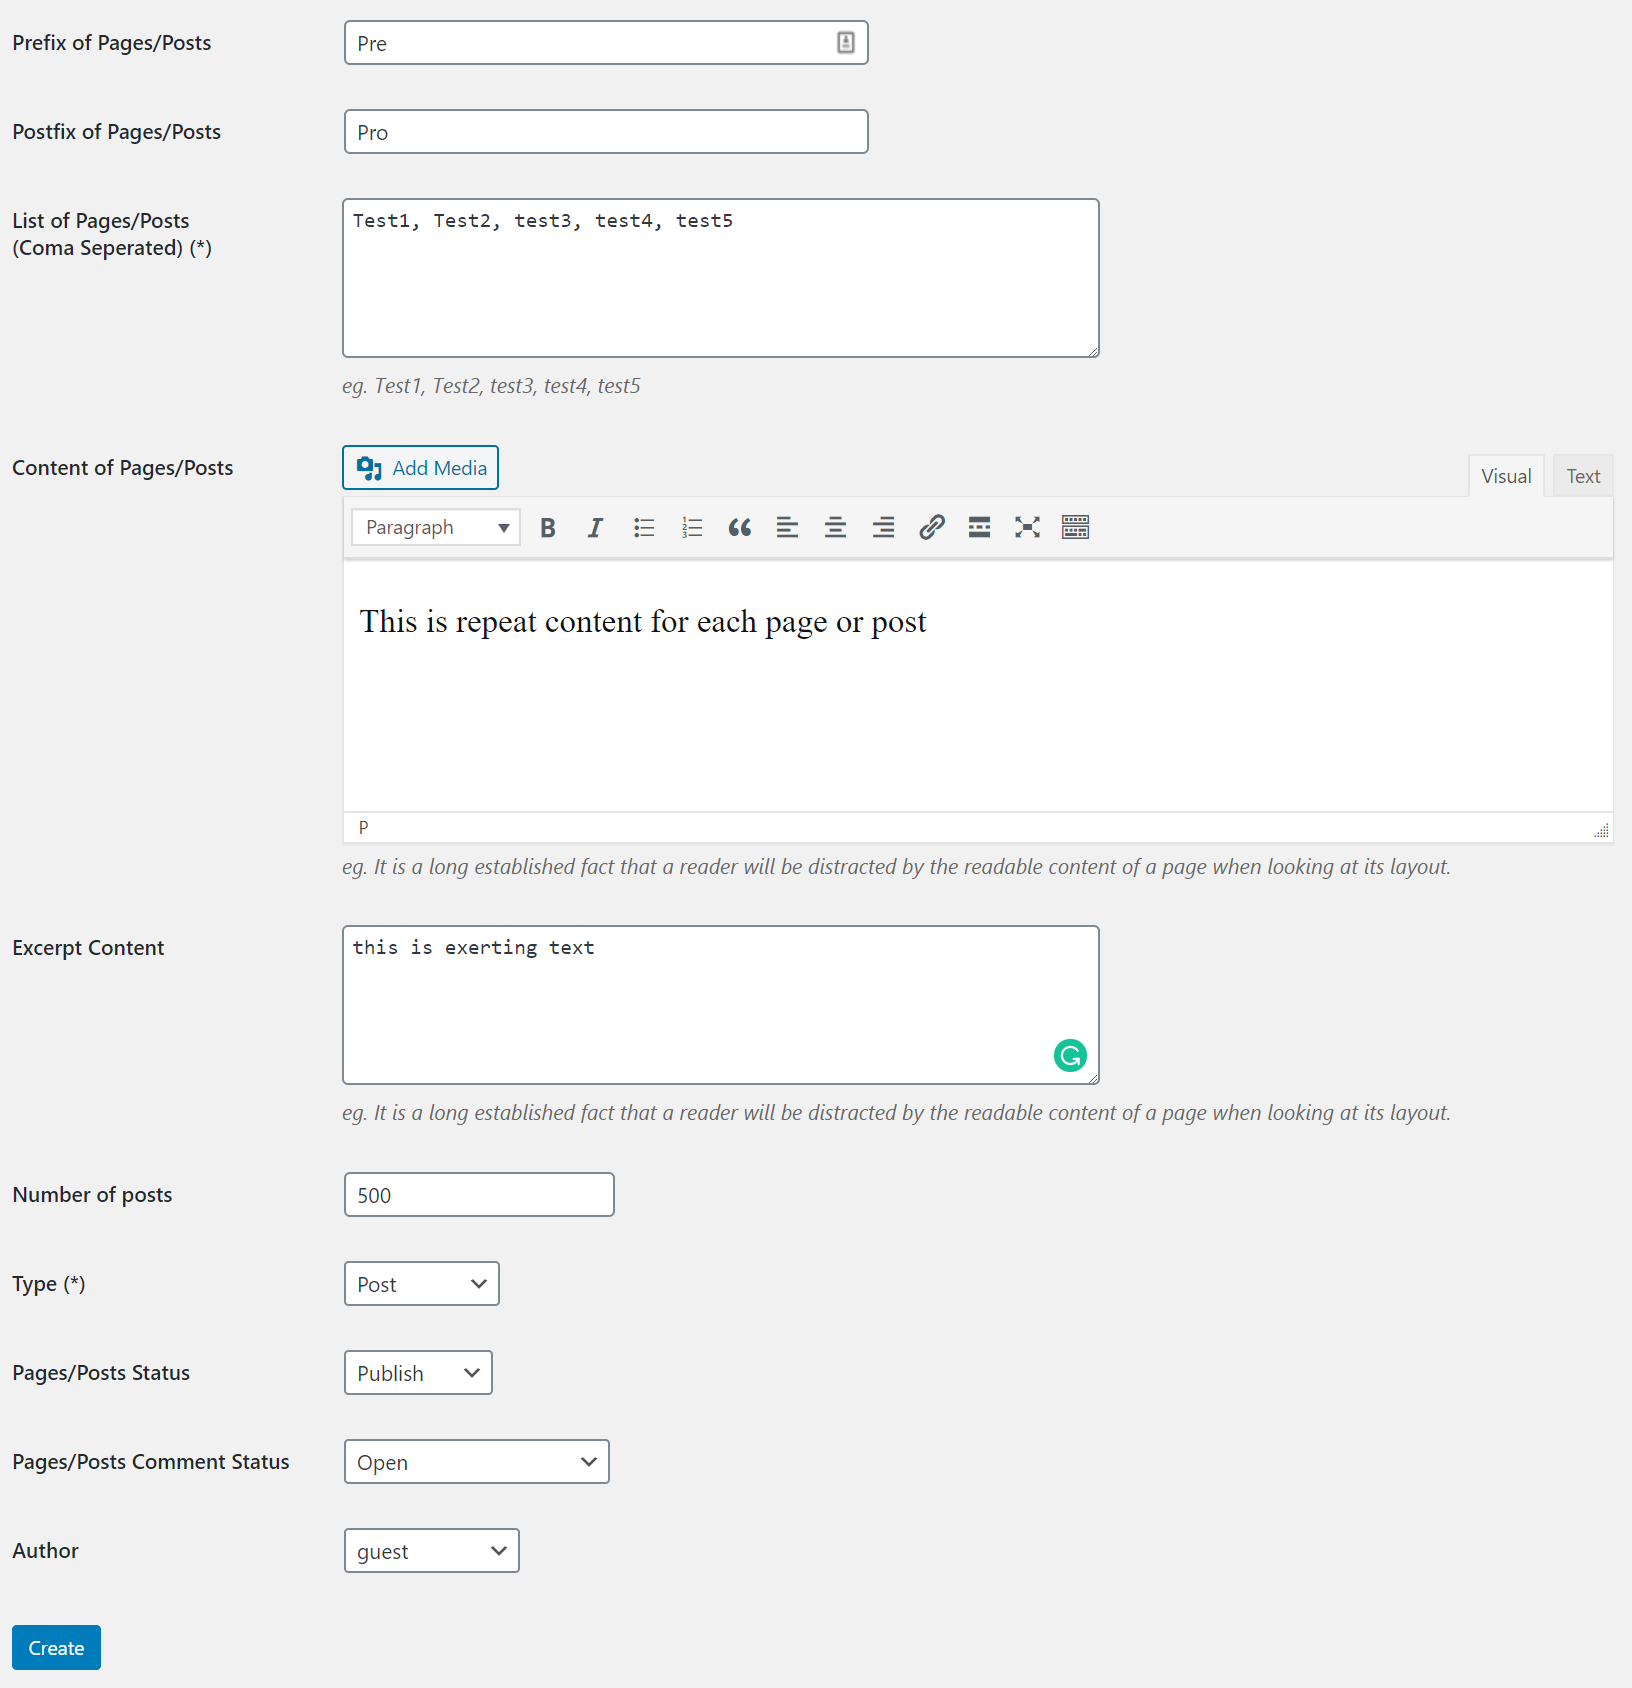 Prefix of Pages/Posts
Pre
Postfix of Pages/Posts
Pro
List of Pages/Posts
(Coma Seperated) (*)
Test1, Test2, test3, test4, test5
eg. Test1, Test2, test3, test4, test5
Content of Pages/Posts
Add Media
Visual Text
Paragraph
This is repeat content for each page or post
P
eg. It is a long established fact that a reader will be distracted by the readable content of a page when looking at its layout.
Excerpt Content
this is exerting text
eg. It is a long established fact that a reader will be distracted by the readable content of a page when looking at its layout.
Number of posts
500
Type (*)
Post
Pages/Posts Status
Publish
Pages/Posts Comment Status
Open
Author
guest
Create